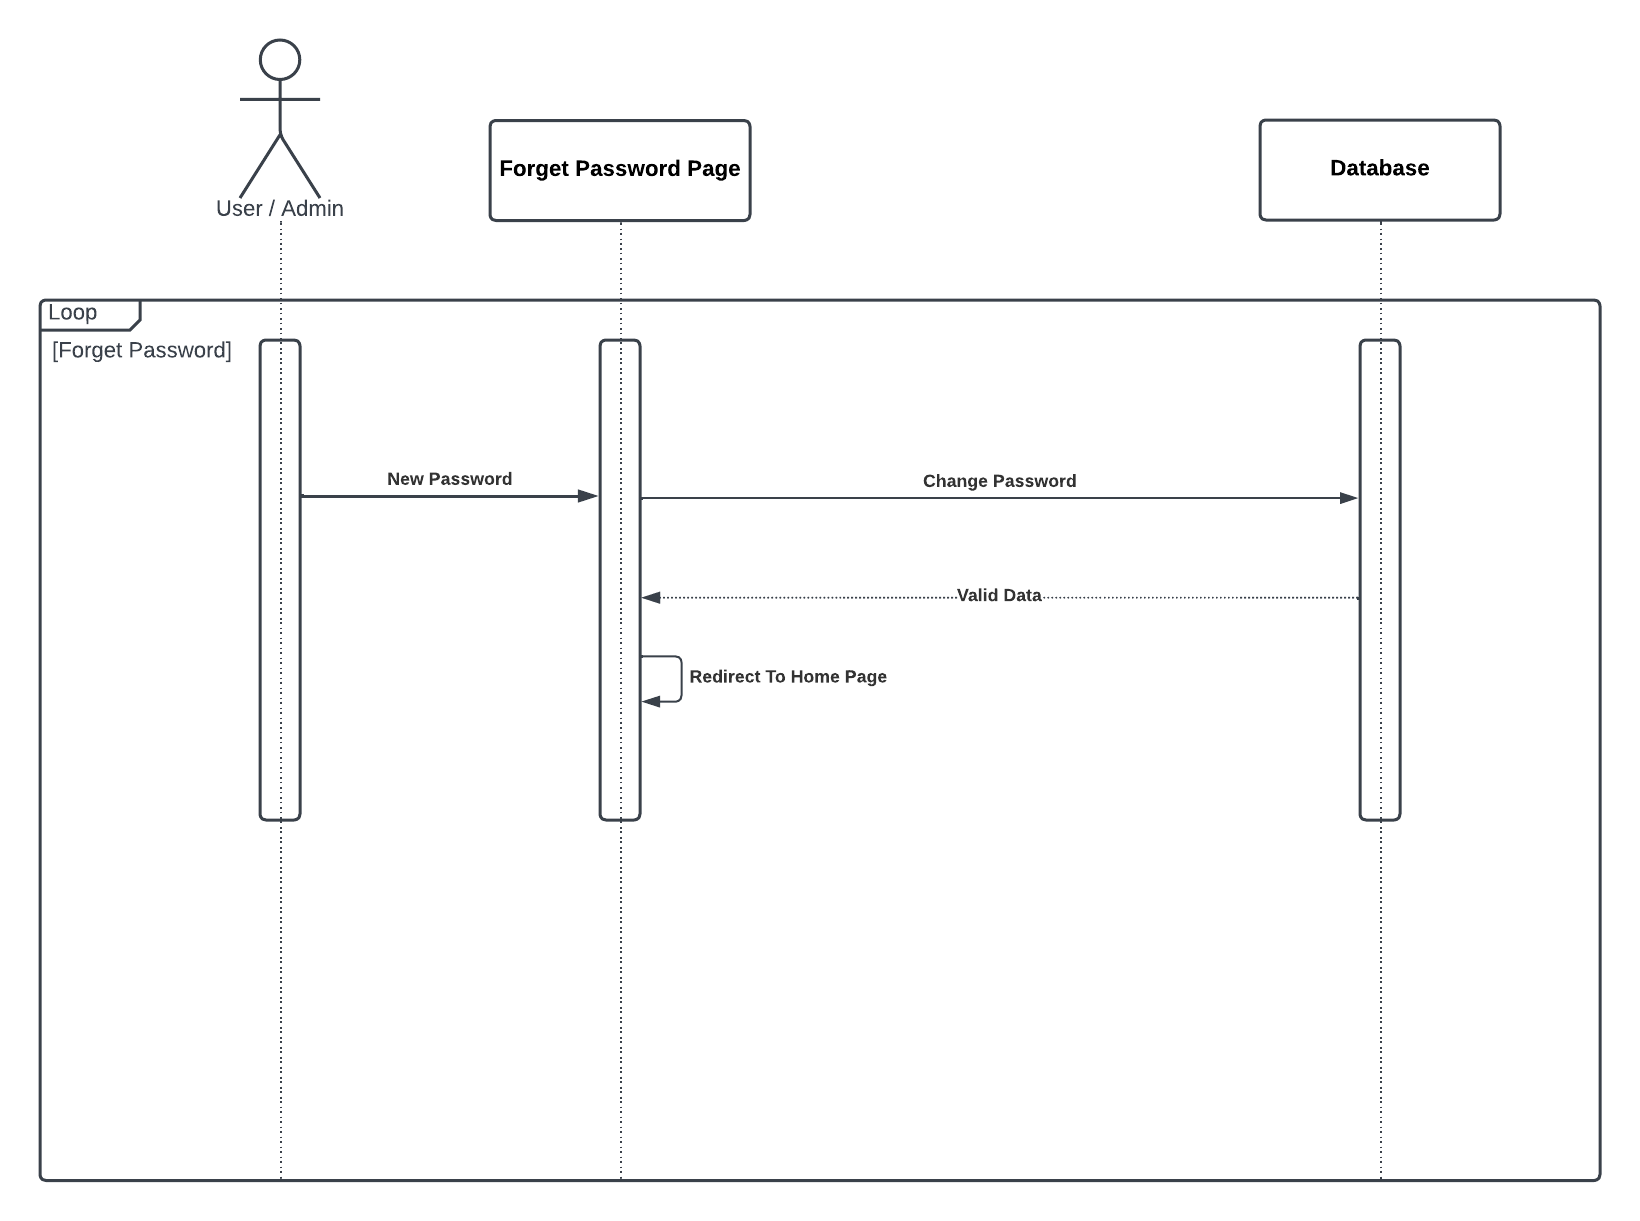 User / Admin
Forget Password Page
Database
Loop
[Forget Password]
New Password
Change Password
Valid Data
Redirect To Home Page